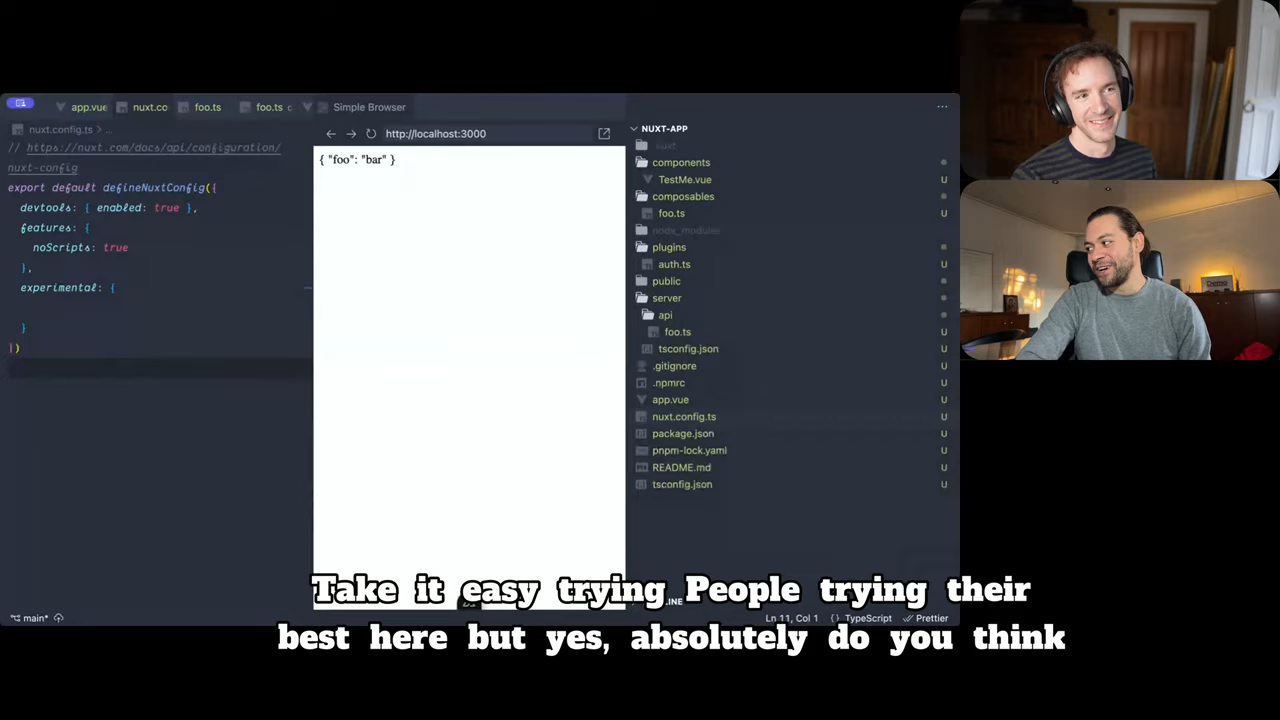 app.vue
nuxt.co
foo.ts
foo.ts c
Simple Browser
nuxt.config.ts > ...
// https://nuxt.com/docs/api/configuration/
nuxt-config
export default defineNuxtConfig({
devtools: { enabled: true },
features: {
noScripts: true
},
experimental: {
}
})
http://localhost:3000
{ "foo": "bar" }
NUXT-APP
.nuxt
components
TestMe.vue
composables
foo.ts U
node_modules
plugins
auth.ts U
public
server
api
foo.ts U
tsconfig.json U
.gitignore U
.npmrc U
app.vue U
nuxt.config.ts U
package.json U
pnpm-lock.yaml U
README.md U
tsconfig.json U
Take it easy trying People trying their
best here but yes, absolutely do you think
main*
Ln 11, Col 1
{ } TypeScript
Prettier